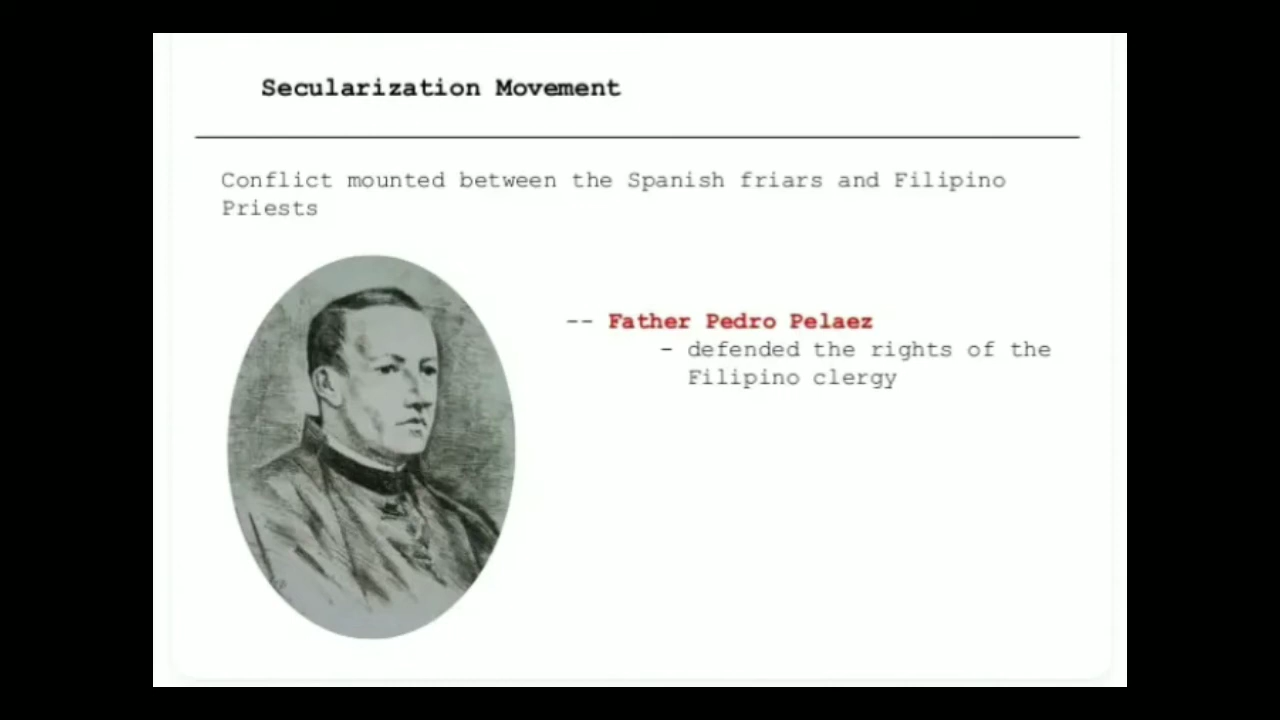 Secularization Movement
Conflict mounted between the Spanish friars and Filipino
Priests
-- Father Pedro Pelaez
- defended the rights of the
Filipino clergy